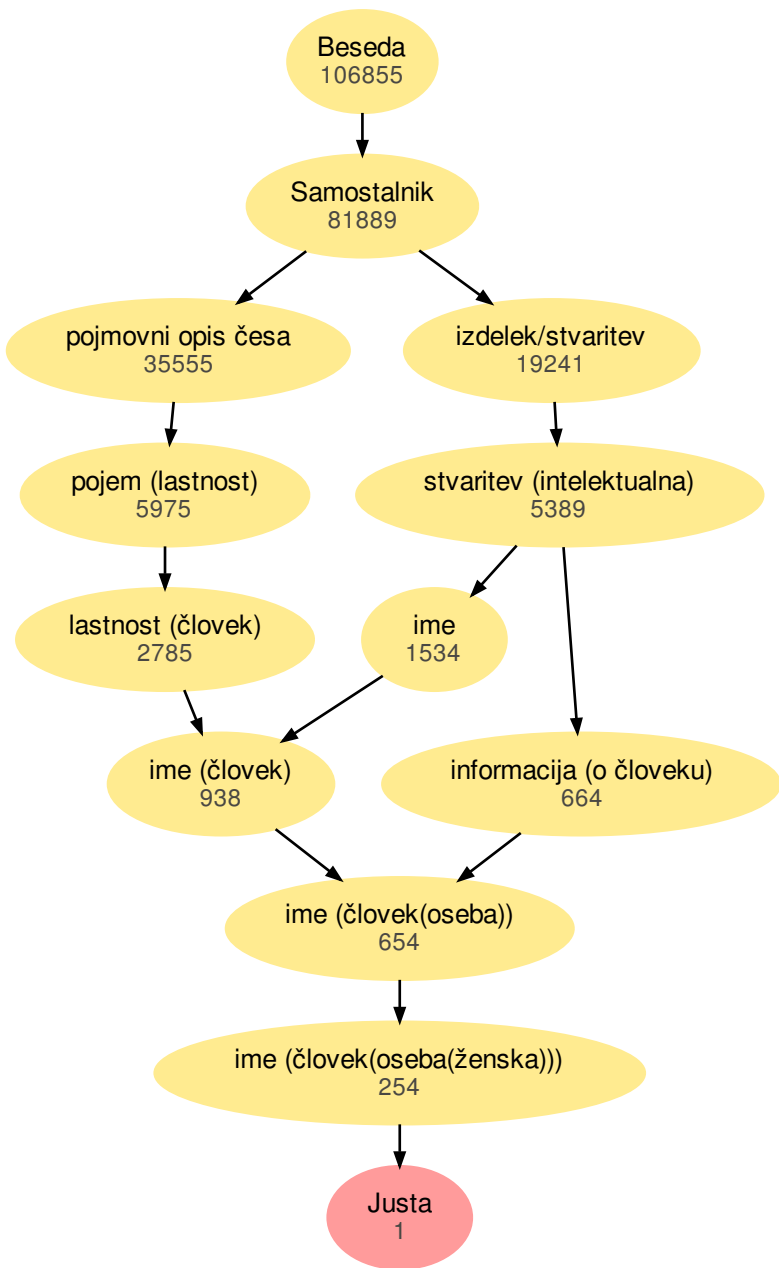 Beseda
106855
Samostalnik
81889
pojmovni opis česa
35555
izdelek/stvaritev
19241
pojem (lastnost)
5975
stvaritev (intelektualna)
5389
lastnost (človek)
2785
ime
1534
ime (človek)
938
informacija (o človeku)
664
ime (človek(oseba))
654
ime (človek(oseba(ženska)))
254
Justa
1